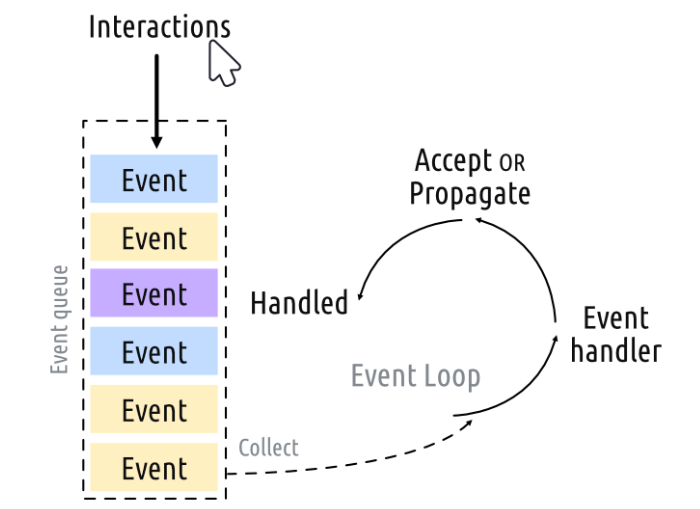 Interactions
Event
Event
Event
Event
Event
Event
Event queue
Collect
Event Loop
Handled
Accept OR
Propagate
Event
handler